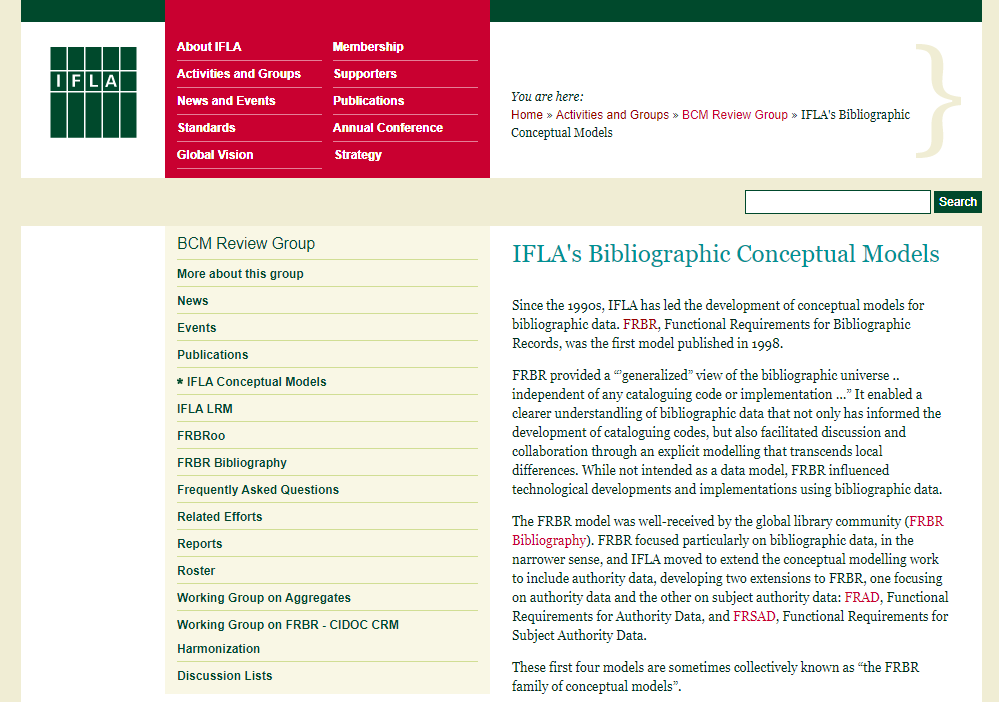 IFLA
About IFLA
Activities and Groups
News and Events
Standards
Global Vision
Membership
Supporters
Publications
Annual Conference
Strategy
You are here:
Home » Activities and Groups » BCM Review Group » IFLA's Bibliographic
Conceptual Models
}
Search
BCM Review Group
More about this group
News
Events
Publications
* IFLA Conceptual Models
IFLA LRM
FRBRoo
FRBR Bibliography
Frequently Asked Questions
Related Efforts
Reports
Roster
Working Group on Aggregates
Working Group on FRBR - CIDOC CRM
Harmonization
Discussion Lists
IFLA's Bibliographic Conceptual Models
Since the 1990s, IFLA has led the development of conceptual models for
bibliographic data. FRBR, Functional Requirements for Bibliographic
Records, was the first model published in 1998.
FRBR provided a “'generalized” view of the bibliographic universe ..
independent of any cataloguing code or implementation ...” It enabled a
clearer understanding of bibliographic data that not only has informed the
development of cataloguing codes, but also facilitated discussion and
collaboration through an explicit modelling that transcends local
differences. While not intended as a data model, FRBR influenced
technological developments and implementations using bibliographic data.
The FRBR model was well-received by the global library community (FRBR
Bibliography). FRBR focused particularly on bibliographic data, in the
narrower sense, and IFLA moved to extend the conceptual modelling work
to include authority data, developing two extensions to FRBR, one focusing
on authority data and the other on subject authority data: FRAD, Functional
Requirements for Authority Data, and FRSAD, Functional Requirements for
Subject Authority Data.
These first four models are sometimes collectively known as “the FRBR
family of conceptual models”.